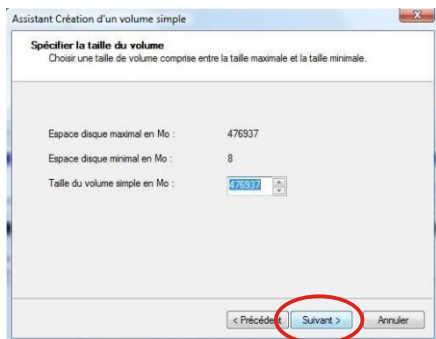 Assistant Création d'un volume simple
Spécifier la taille du volume
Choisir une taille de volume comprise entre la taille maximale et la taille minimale.
Espace disque maximal en Mo : 476937
Espace disque minimal en Mo : 8
Taille du volume simple en Mo : 476937
< Précédent Suivant > Annuler